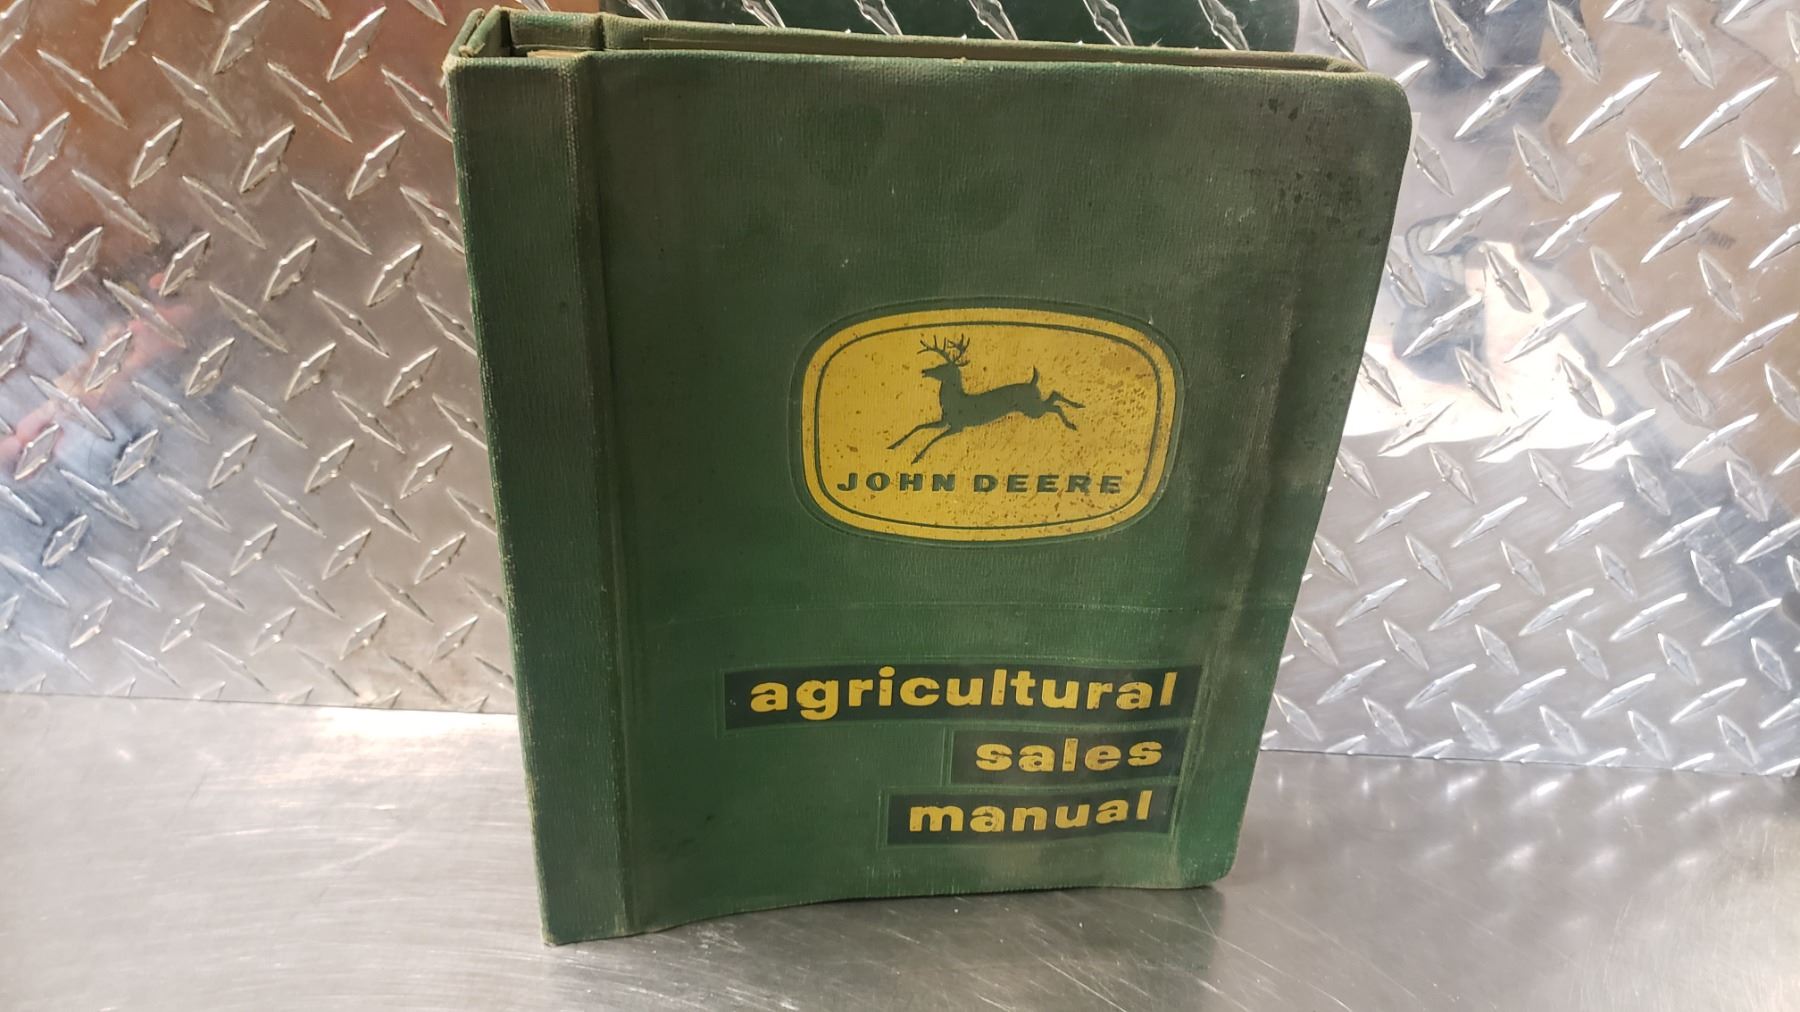 JOHN DEERE
agricultural
sales
manual